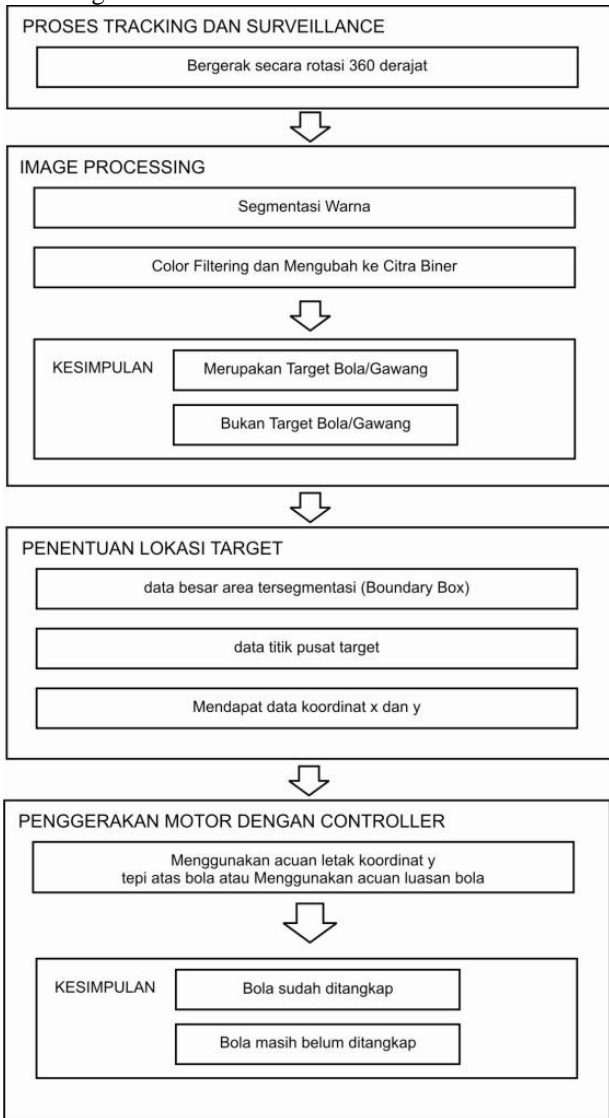 PROSES TRACKING DAN SURVEILLANCE
Bergerak secara rotasi 360 derajat
IMAGE PROCESSING
Segmentasi Warna
Color Filtering dan Mengubah ke Citra Biner
KESIMPULAN
Merupakan Target Bola/Gawang
Bukan Target Bola/Gawang
PENENTUAN LOKASI TARGET
data besar area tersegmentasi (Boundary Box)
data titik pusat target
Mendapat data koordinat x dan y
PENGGERAKAN MOTOR DENGAN CONTROLLER
Menggunakan acuan letak koordinat y
tepi atas bola atau Menggunakan acuan luasan bola
KESIMPULAN
Bola sudah ditangkap
Bola masih belum ditangkap